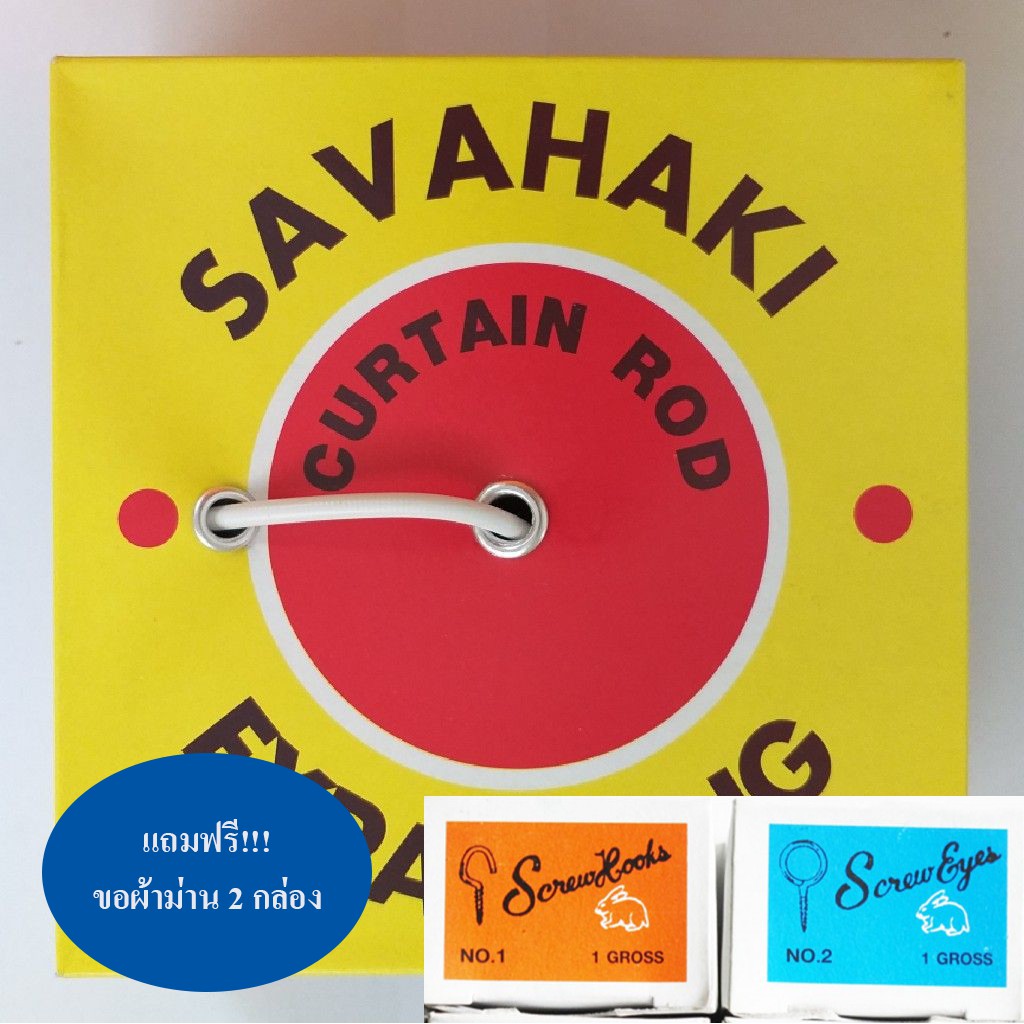 SAVAHAKI
CURTAIN ROD
แถมฟรี!!!
ขอผ้าม่าน 2 กล่อง
Screw Hooks
NO.1 1 GROSS
Screw Eyes
NO.2 1 GROSS